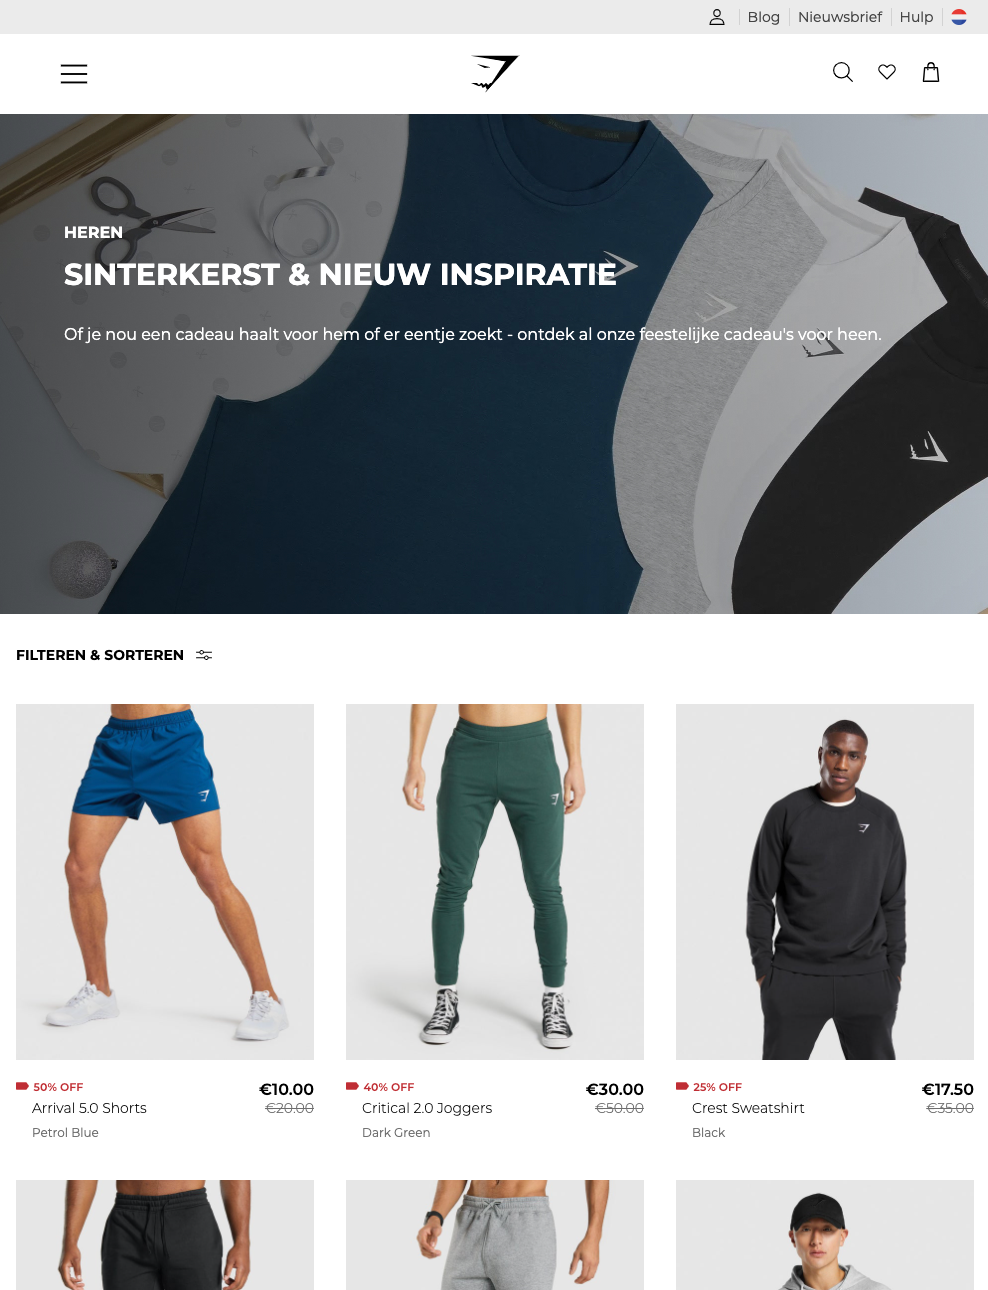 Blog
Nieuwsbrief
Hulp
HEREN
SINTERKERST & NIEUW INSPIRATIE
Of je nou een cadeau haalt voor hem of er eentje zoekt - ontdek al onze feestelijke cadeau's voor heen.
FILTEREN & SORTEREN
50% OFF
€10.00
Arrival 5.0 Shorts
€20.00
Petrol Blue
40% OFF
€30.00
Critical 2.0 Joggers
€50.00
Dark Green
25% OFF
€17.50
Crest Sweatshirt
€35.00
Black